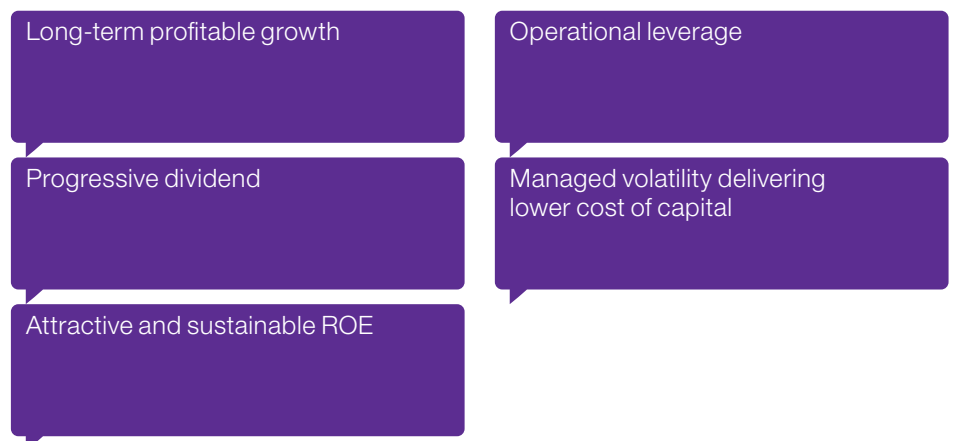 Long-term profitable growth
Operational leverage
Progressive dividend
Managed volatility delivering
lower cost of capital
Attractive and sustainable ROE